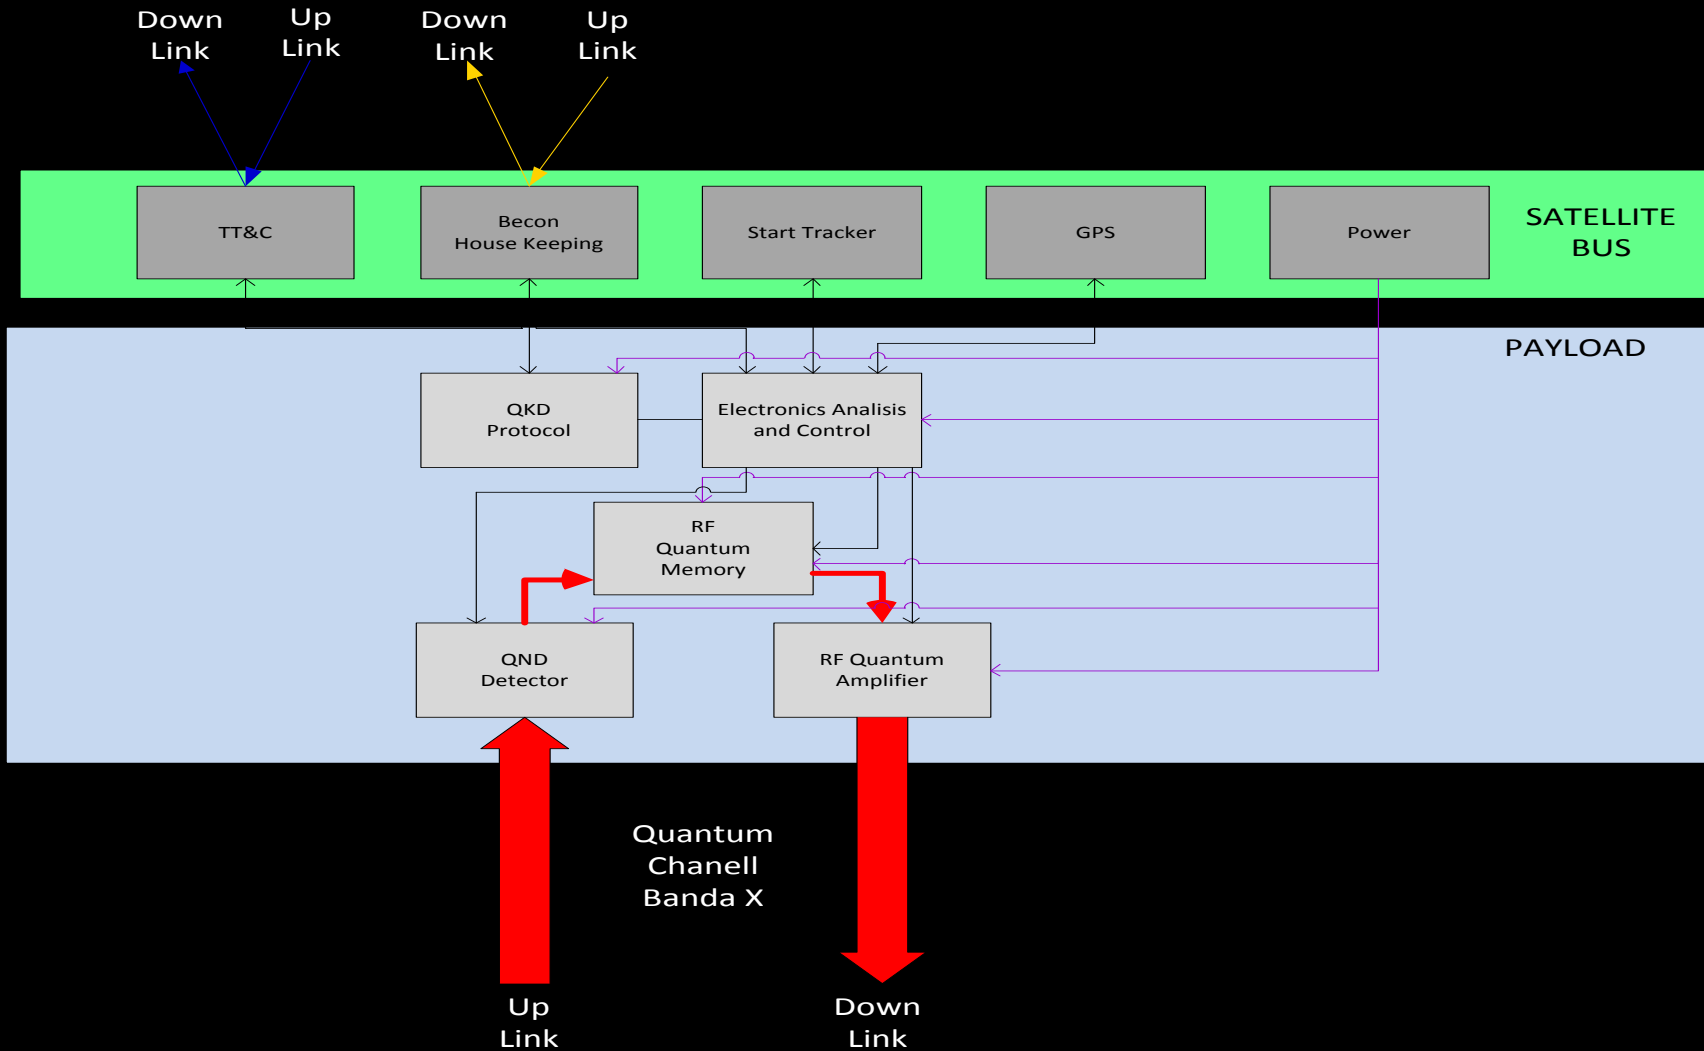 Down
Link
Up
Link
Down
Link
Up
Link
TT&C
Becon
House Keeping
Start Tracker
GPS
Power
SATELLITE
BUS
PAYLOAD
QKD
Protocol
Electronics Analisis
and Control
RF
Quantum
Memory
QND
Detector
RF Quantum
Amplifier
Quantum
Chanell
Banda X
Up
Link
Down
Link